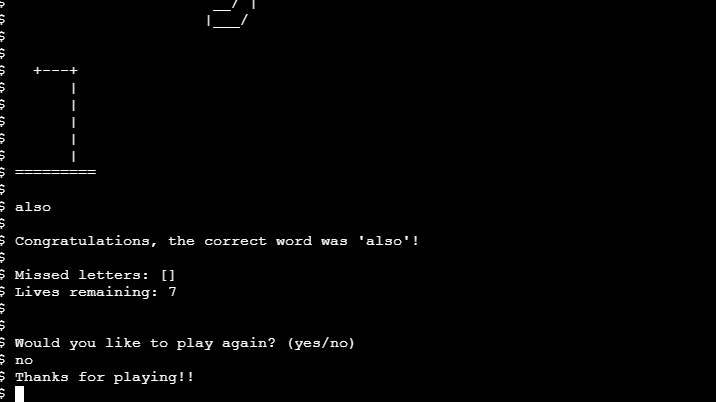 $                          __/ |
$                         |___/
$
$
$   +---+
$       |
$       |
$       |
$       |
$       |
$ =========
$
$ also
$
$ Congratulations, the correct word was 'also'!
$
$ Missed letters: []
$ Lives remaining: 7
$
$
$ Would you like to play again? (yes/no)
$ no
$ Thanks for playing!!
$